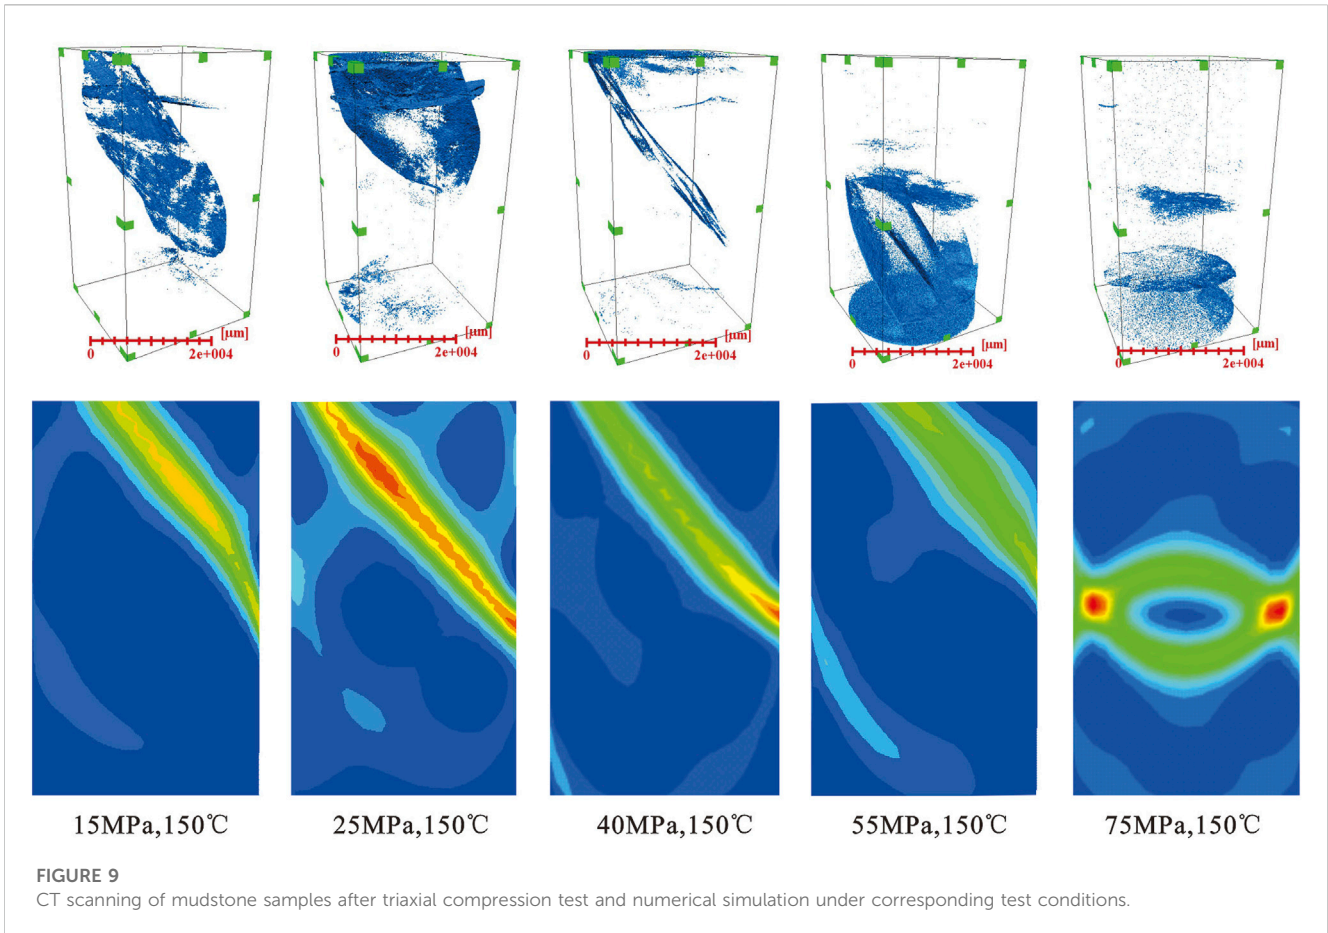 [μm]
0
2e+004
[μm]
0
2e+004
[μm]
0
2e+004
[μm]
0
2e+004
[μm]
0
2e+004
15MPa,150℃
25MPa,150℃
40MPa,150℃
55MPa,150℃
75MPa,150℃
FIGURE 9
CT scanning of mudstone samples after triaxial compression test and numerical simulation under corresponding test conditions.